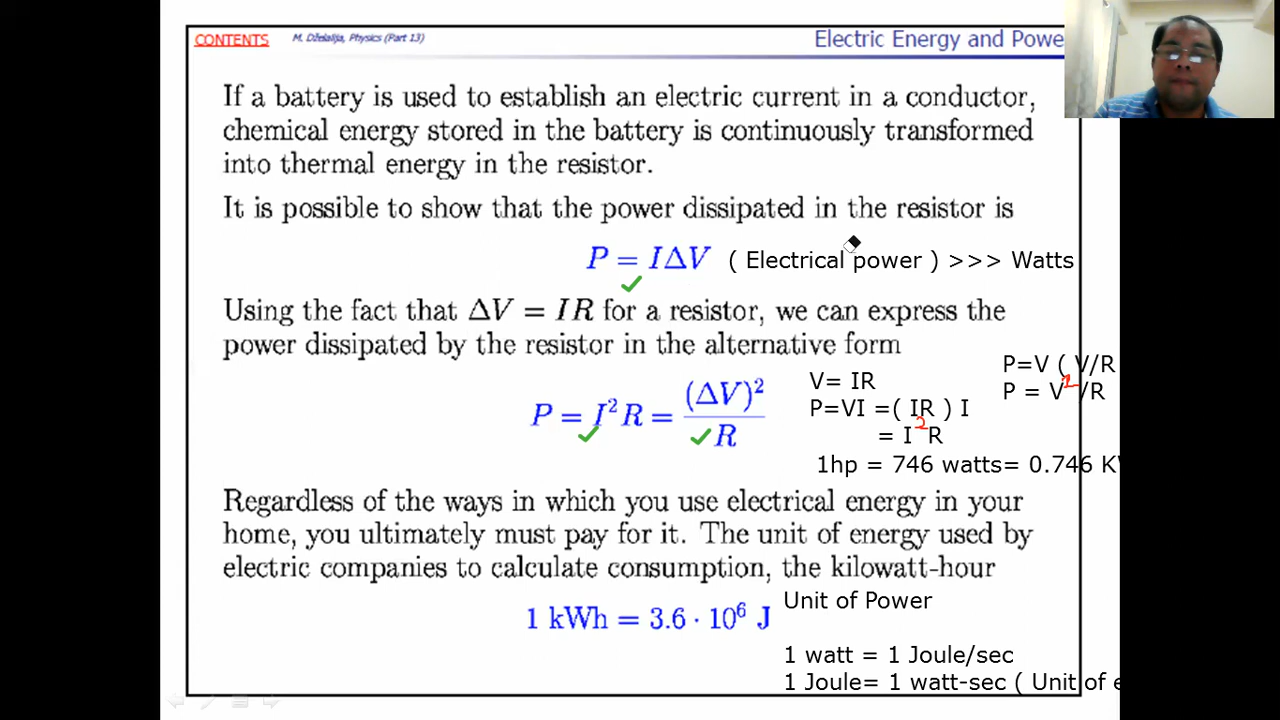 CONTENTS
M. Dželalija, Physics (Part 13)
Electric Energy and Powe
If a battery is used to establish an electric current in a conductor,
chemical energy stored in the battery is continuously transformed
into thermal energy in the resistor.
It is possible to show that the power dissipated in the resistor is
P = IΔV ( Electrical power ) >>> Watts
Using the fact that ΔV = IR for a resistor, we can express the
power dissipated by the resistor in the alternative form
P = I²R = (ΔV)²/R
V= IR
P=VI =( IR ) I
= I²R
P=V ( V/R
P = V²/R
1hp = 746 watts= 0.746 K
Regardless of the ways in which you use electrical energy in your
home, you ultimately must pay for it. The unit of energy used by
electric companies to calculate consumption, the kilowatt-hour
1 kWh = 3.6 · 10⁶ J
Unit of Power
1 watt = 1 Joule/sec
1 Joule= 1 watt-sec ( Unit of e